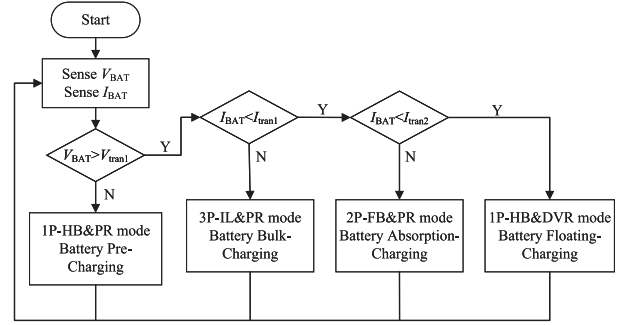 Start
Sense VBAT
Sense IBAT
VBAT>Vtran1
Y
N
IBAT<Itran1
Y
N
IBAT<Itran2
Y
N
1P-HB&PR mode
Battery Pre-
Charging
3P-IL&PR mode
Battery Bulk-
Charging
2P-FB&PR mode
Battery Absorption-
Charging
1P-HB&DVR mode
Battery Floating-
Charging